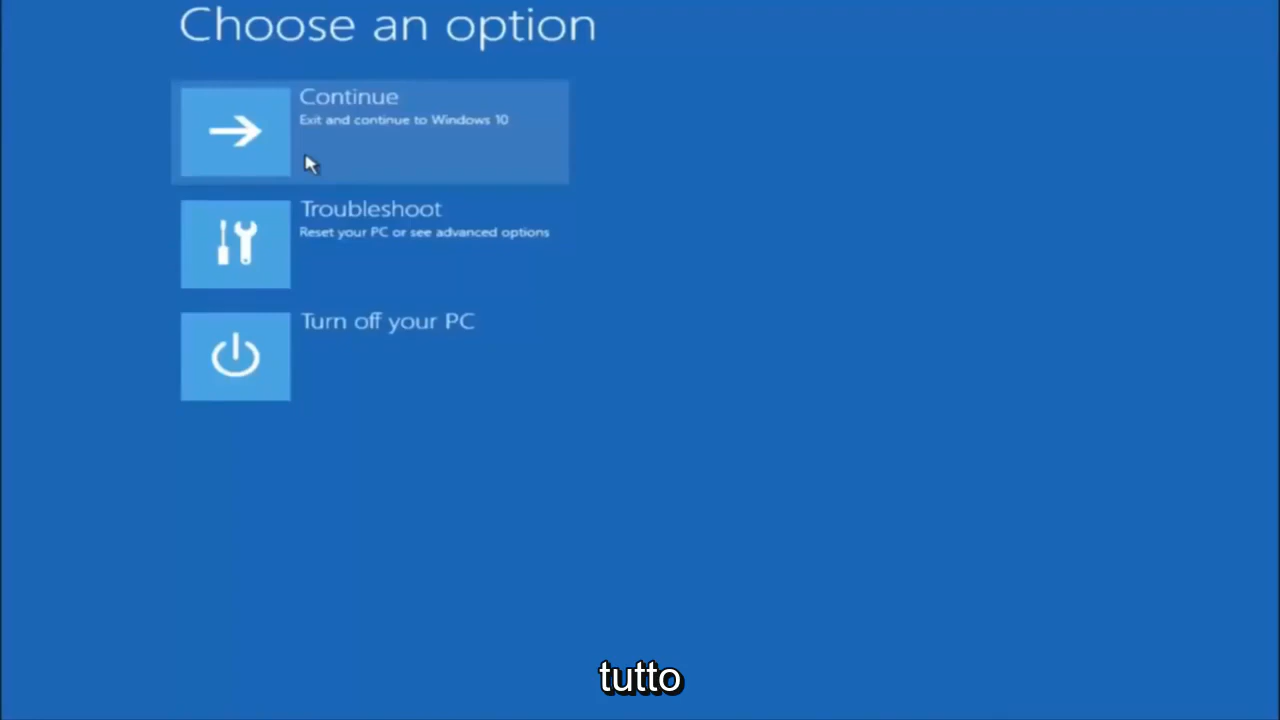 Choose an option
Continue
Exit and continue to Windows 10
Troubleshoot
Reset your PC or see advanced options
Turn off your PC
tutto